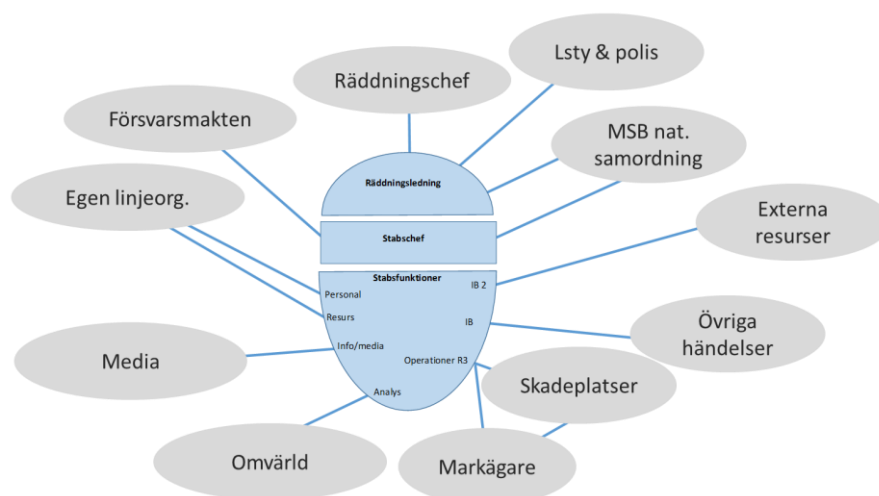 Lsty & polis
Räddningschef
Försvarsmakten
MSB nat.
samordning
Räddningsledning
Egen linjeorg.
Externa
resurser
Stabschef
Stabsfunktioner
IB 2
Personal
Resurs
IB
Övriga
händelser
Info/media
Media
Operationer R3
Skadeplatser
Analys
Omvärld
Markägare